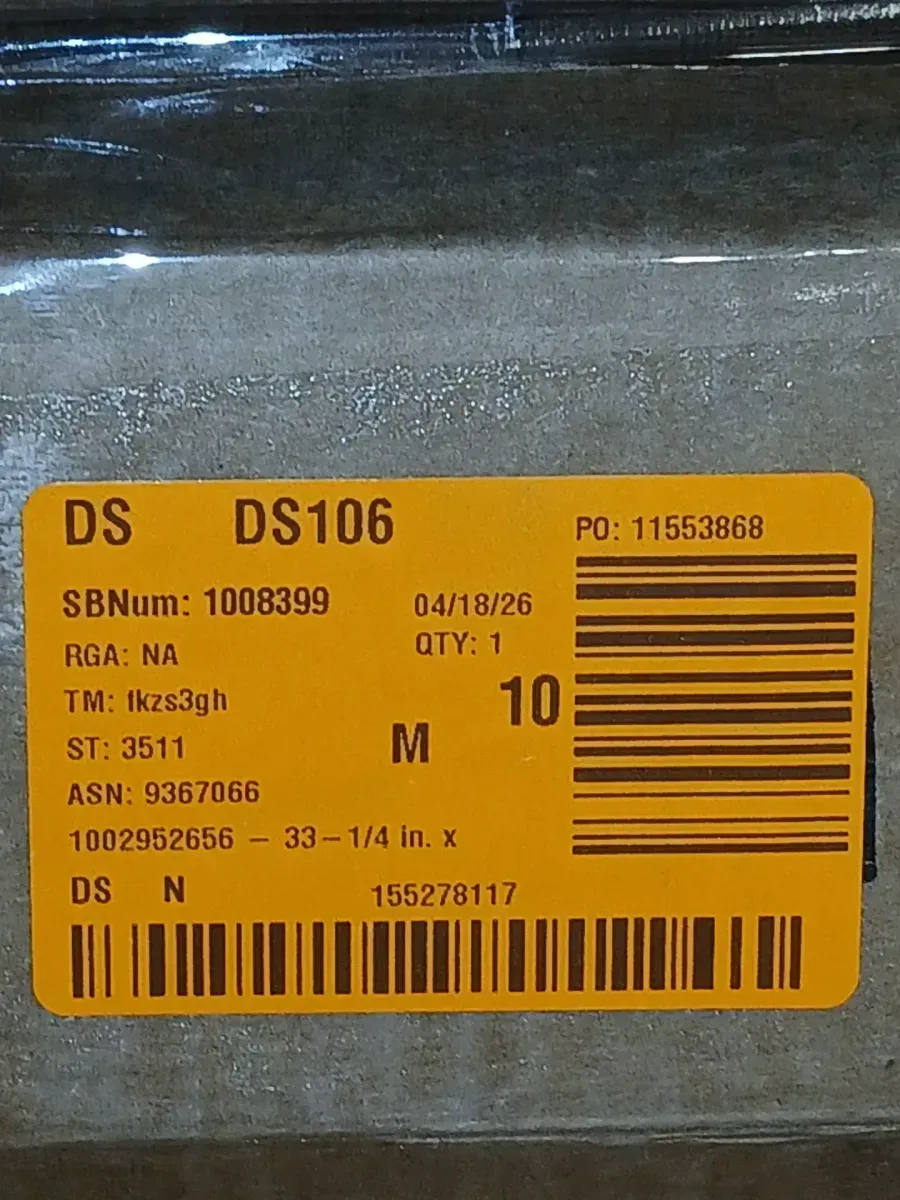 DS DS106 PO: 11553868
SBNum: 1008399 04/18/26
RGA: NA QTY: 1
TM: fkzs3gh 10
ST: 3511 M
ASN: 9367066
1002952656 – 33–1/4 in. x
DS N 155278117